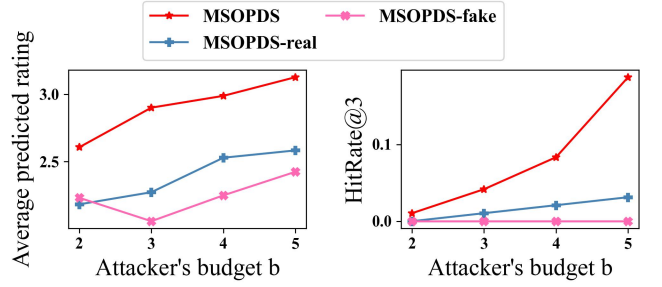 MSOPDS
MSOPDS-real
MSOPDS-fake
Average predicted rating
3.0
2.5
2 3 4 5
Attacker's budget b
HitRate@3
0.1
0.0
2 3 4 5
Attacker's budget b